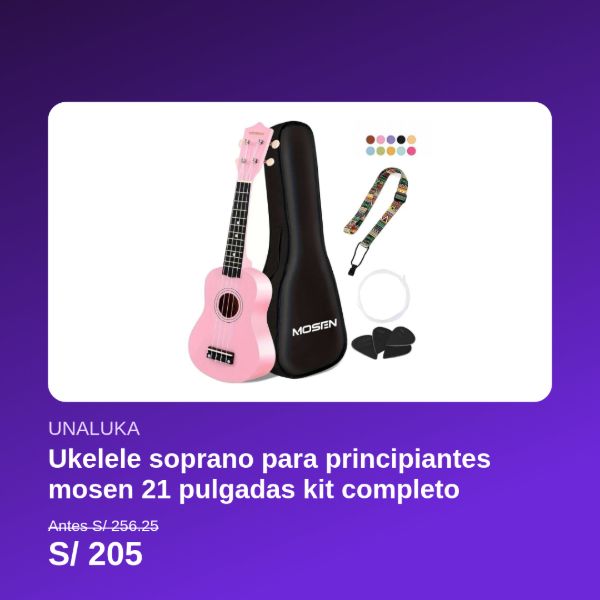 MOSEN
UNALUKA
Ukelele soprano para principiantes
mosen 21 pulgadas kit completo
Antes S/ 256.25
S/ 205